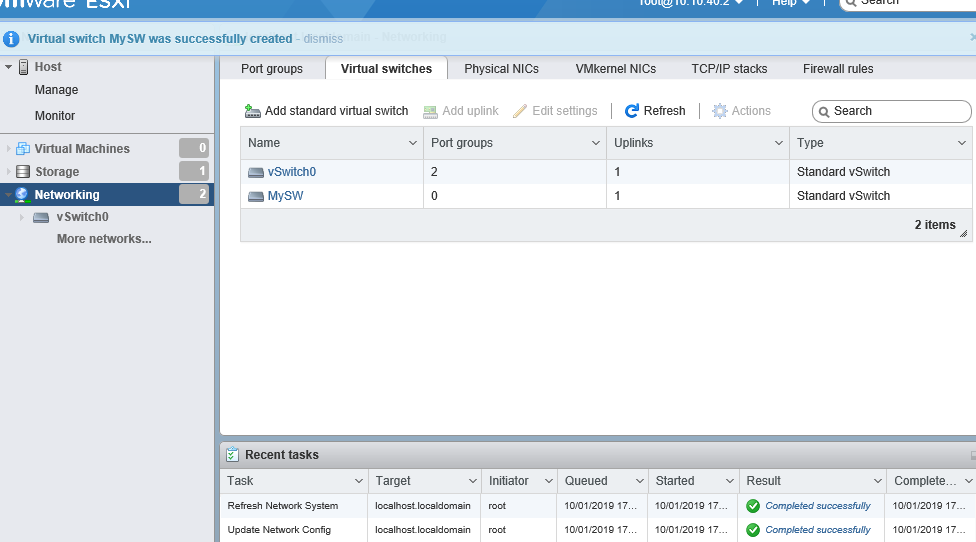 vmware ESXi
root@10.10.40.2
Help
Search
Virtual switch MySW was successfully created - dismiss
Networking
Host
Manage
Monitor
Virtual Machines 0
Storage 1
Networking 2
vSwitch0
More networks...
Port groups Virtual switches Physical NICs VMkernel NICs TCP/IP stacks Firewall rules
Add standard virtual switch Add uplink Edit settings Refresh Actions Search
Name Port groups Uplinks Type
vSwitch0 2 1 Standard vSwitch
MySW 0 1 Standard vSwitch
2 items
Recent tasks
Task Target Initiator Queued Started Result Complete...
Refresh Network System localhost.localdomain root 10/01/2019 17... 10/01/2019 17... Completed successfully 10/01/2019 17...
Update Network Config localhost.localdomain root 10/01/2019 17... 10/01/2019 17... Completed successfully 10/01/2019 17...